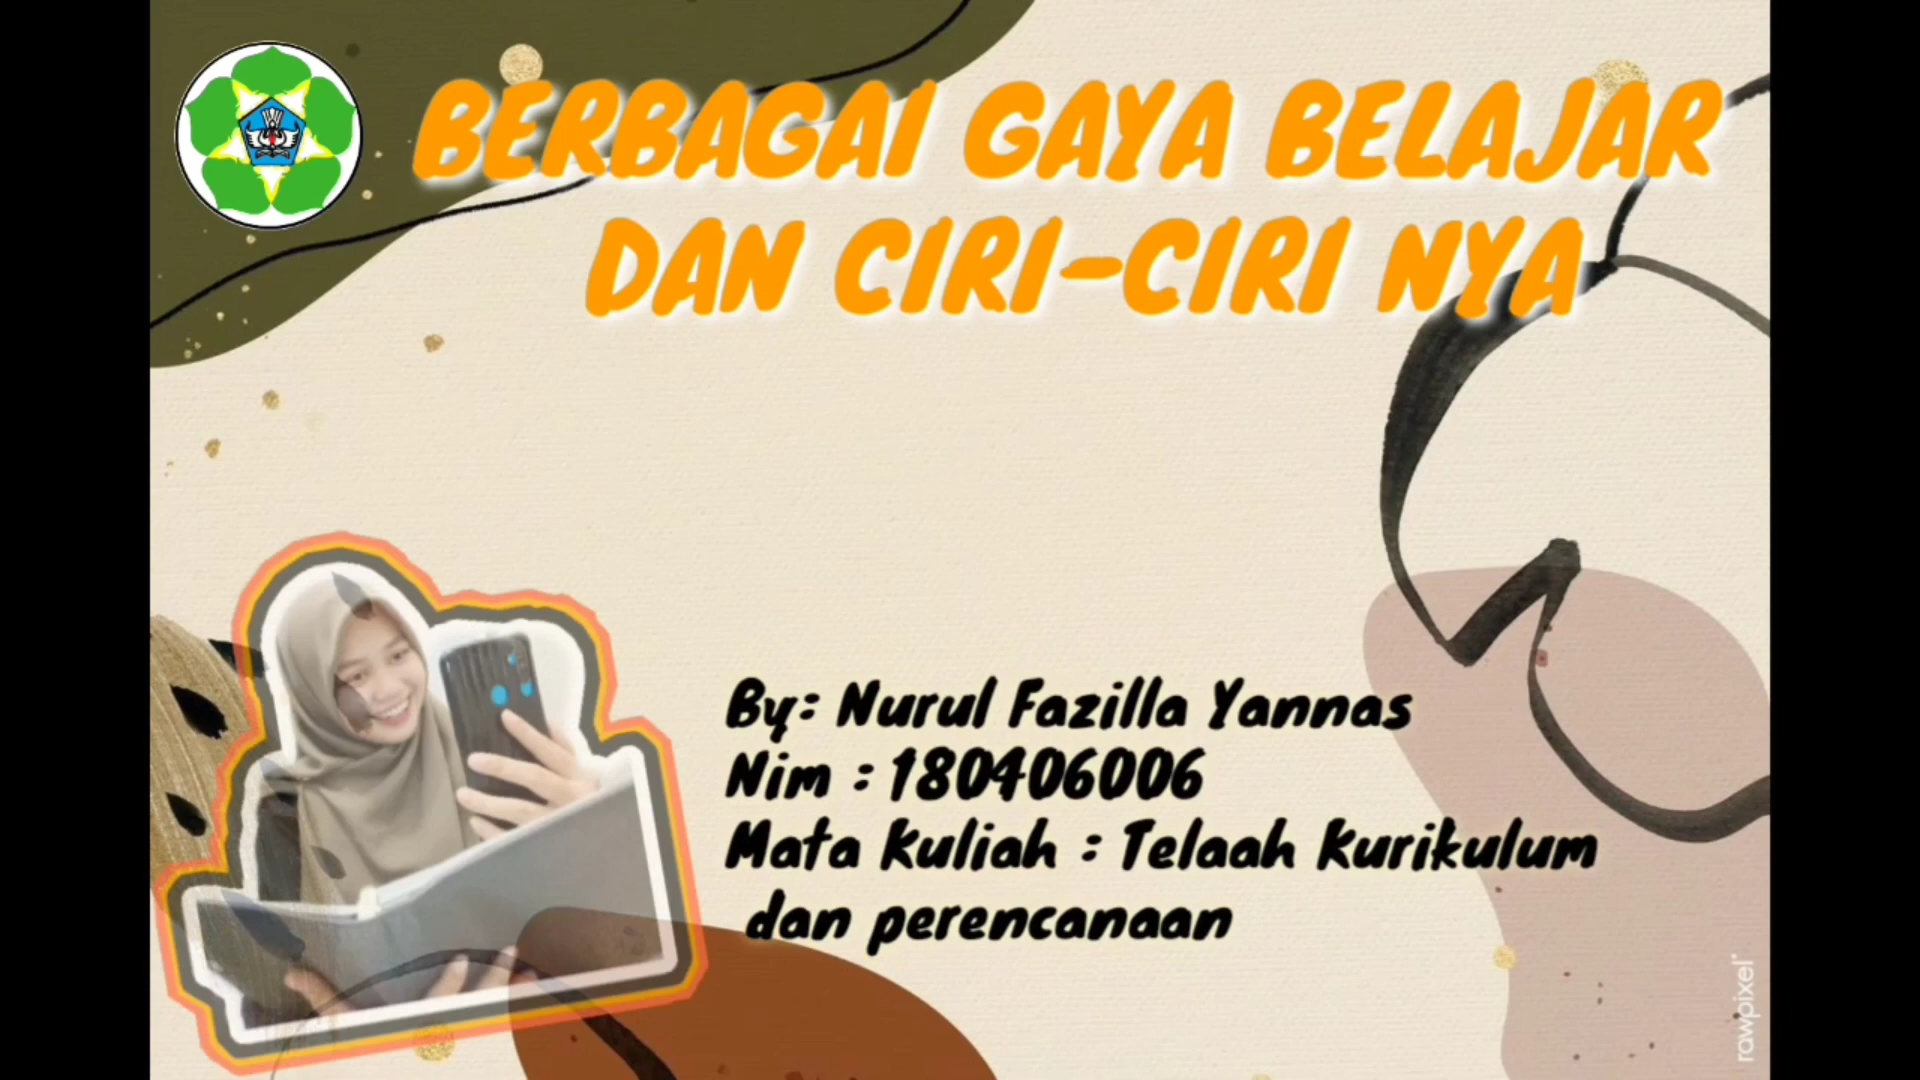 BERBAGAI GAYA BELAJAR
DAN CIRI-CIRI NYA
By: Nurul Fazilla Yannas
Nim : 180406006
Mata Kuliah : Telaah Kurikulum
dan perencanaan
rawpixel